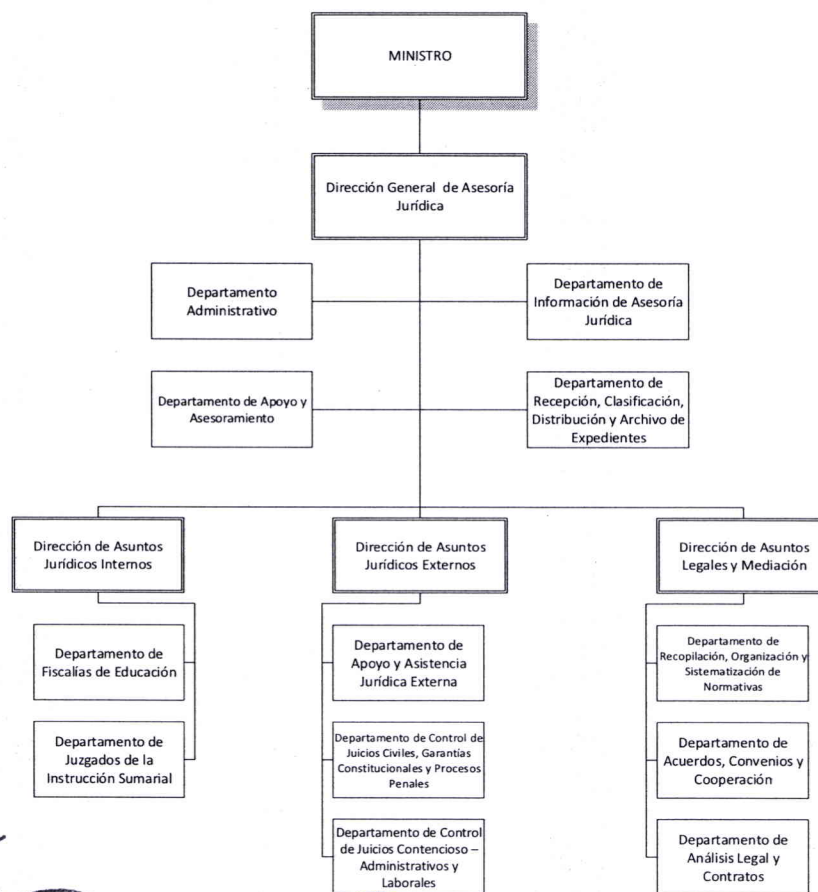 MINISTRO
Dirección General de Asesoría
Jurídica
Departamento
Administrativo
Departamento de
Información de Asesoría
Jurídica
Departamento de Apoyo y
Asesoramiento
Departamento de
Recepción, Clasificación,
Distribución y Archivo de
Expedientes
Dirección de Asuntos
Jurídicos Internos
Dirección de Asuntos
Jurídicos Externos
Dirección de Asuntos
Legales y Mediación
Departamento de
Fiscalías de Educación
Departamento de
Juzgados de la
Instrucción Sumarial
Departamento de
Apoyo y Asistencia
Jurídica Externa
Departamento de Control de
Juicios Civiles, Garantías
Constitucionales y Procesos
Penales
Departamento de Control
de Juicios Contencioso –
Administrativos y
Laborales
Departamento de
Recopilación, Organización y
Sistematización de
Normativas
Departamento de
Acuerdos, Convenios y
Cooperación
Departamento de
Análisis Legal y
Contratos